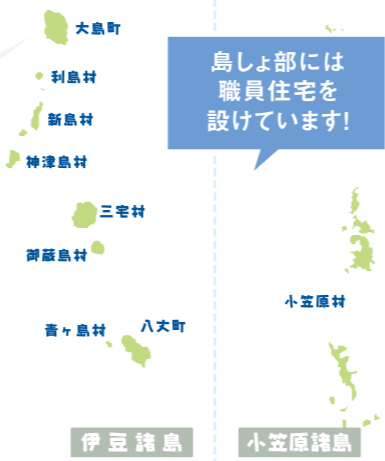 大島町
利島村
新島村
神津島村
三宅村
御蔵島村
青ヶ島村
八丈町
伊豆諸島
島しょ部には
職員住宅を
設けています!
小笠原村
小笠原諸島